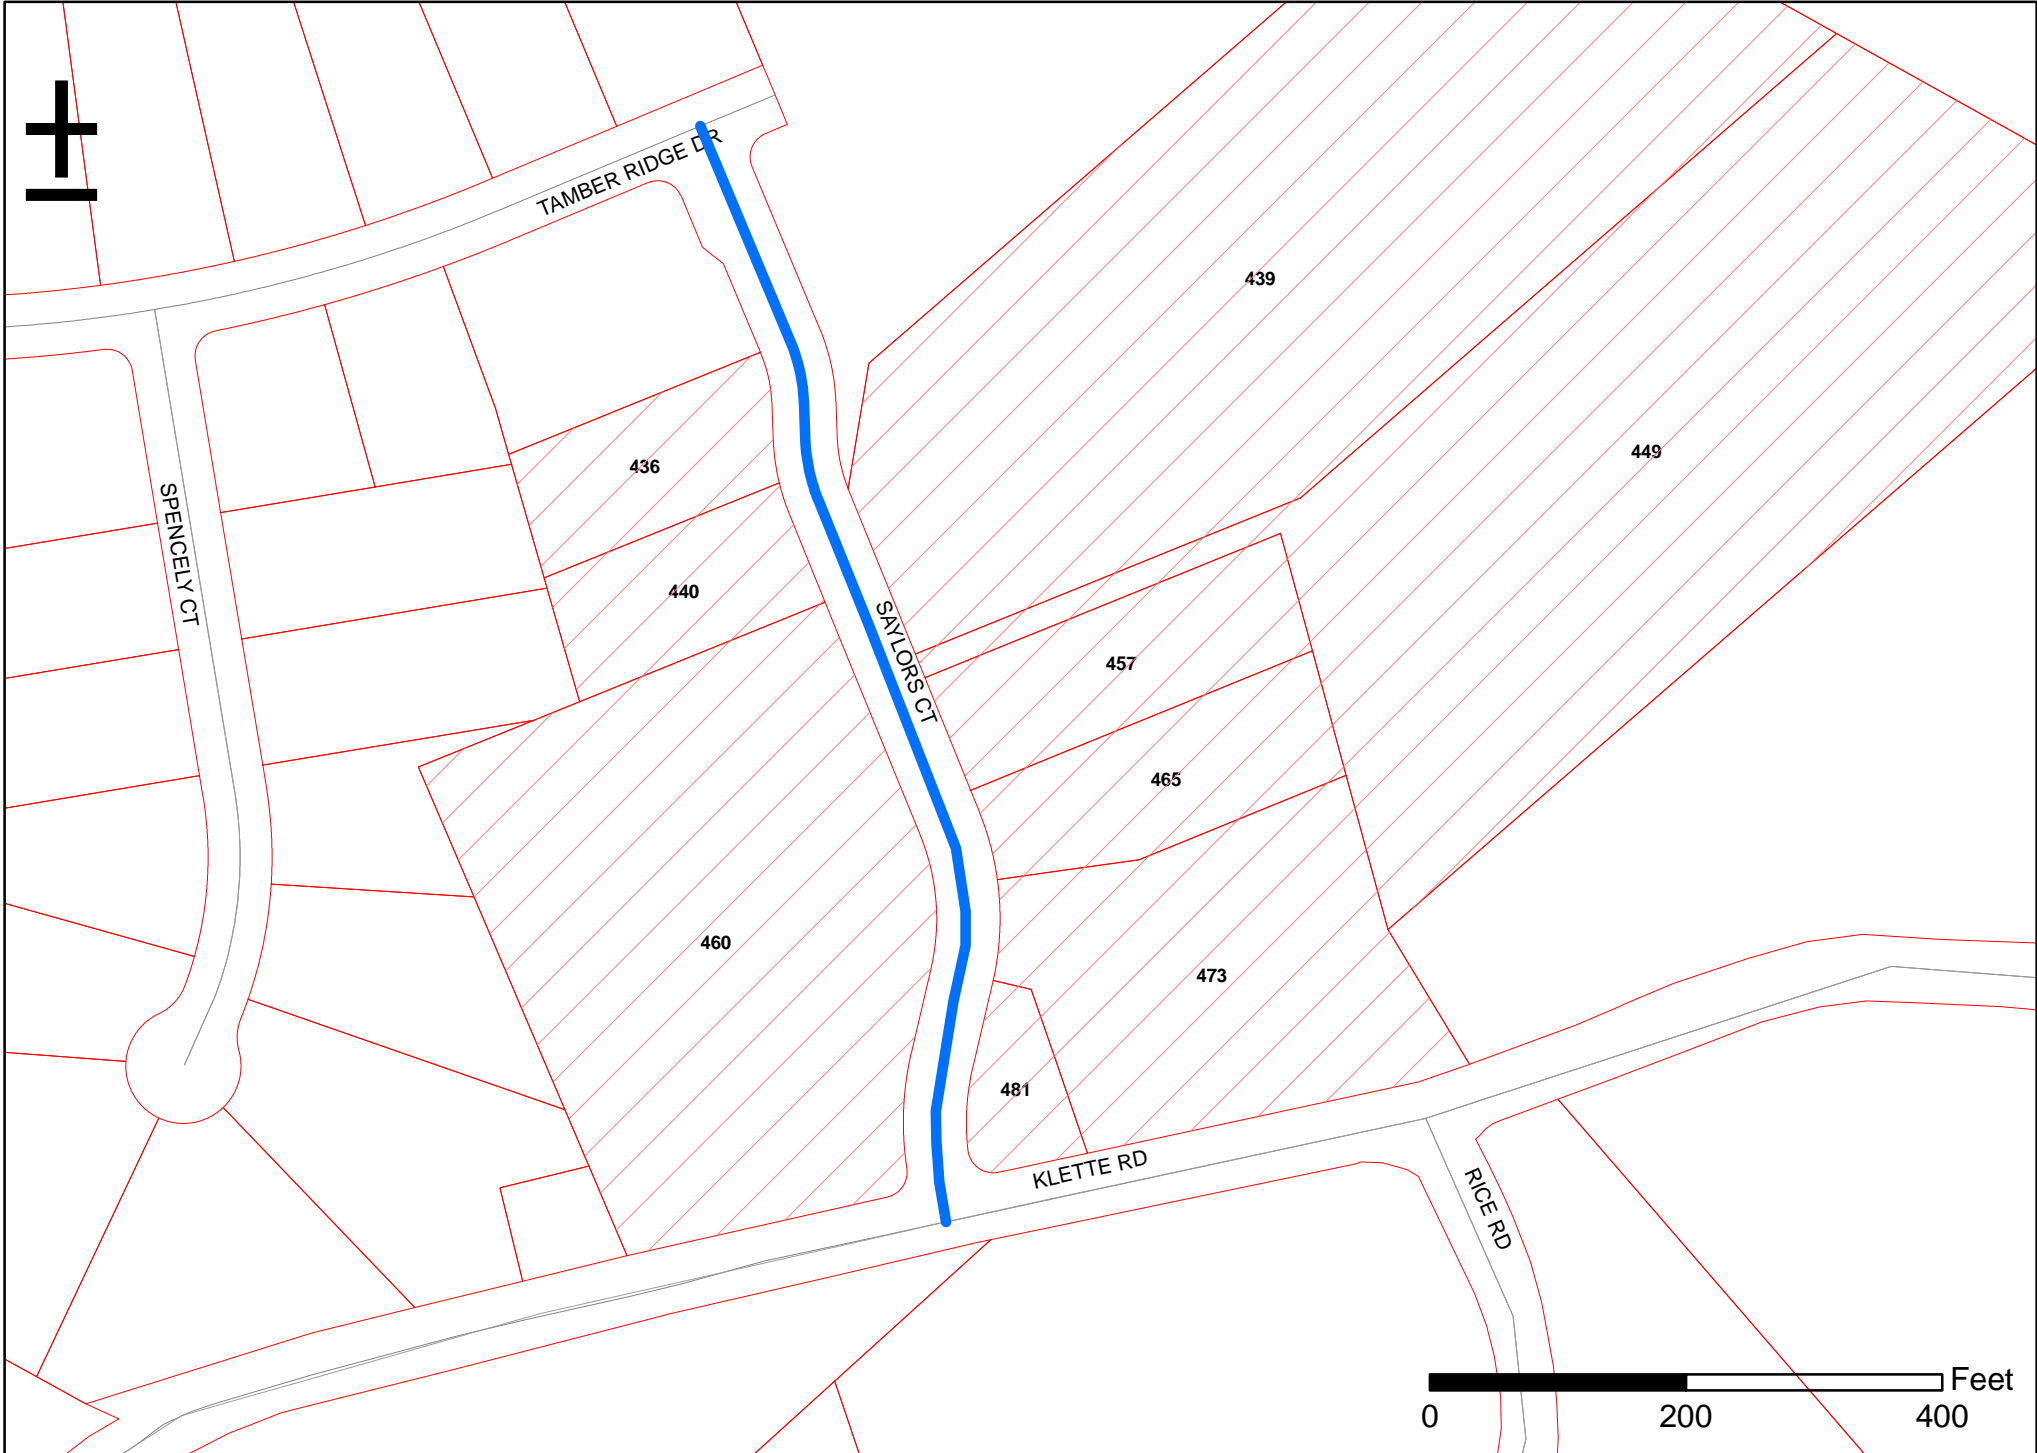 TAMBER RIDGE DR
439
449
436
SPENCELY CT
440
SAYLORS CT
457
465
460
473
481
KLETTE RD
RICE RD
Feet
0 200 400